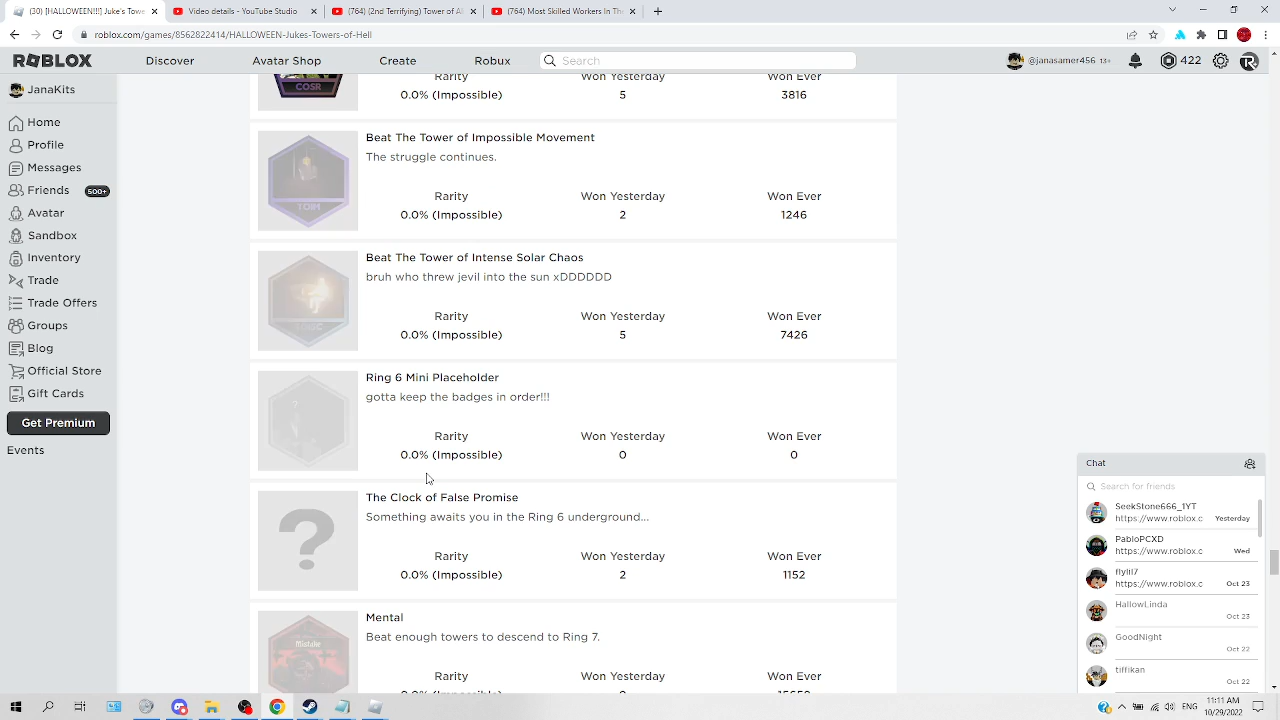 (30) [HALLOWEEN!!!] Juke's Tower
Video details - YouTube Studio
(764) (2nd Terrifying) Tower of A
(764) Most Skilled Workers In Th
roblox.com/games/8562822414/HALLOWEEN-Jukes-Towers-of-Hell
ROBLOX
Discover
Avatar Shop
Create
Robux
Search
@janasamer456 13+
422
JanaKits
Home
Profile
Messages
Friends 500+
Avatar
Sandbox
Inventory
Trade
Trade Offers
Groups
Blog
Official Store
Gift Cards
Get Premium
Events
COSR
Rarity Won Yesterday Won Ever
0.0% (Impossible) 5 3816
Beat The Tower of Impossible Movement
The struggle continues.
TOIM
Rarity Won Yesterday Won Ever
0.0% (Impossible) 2 1246
Beat The Tower of Intense Solar Chaos
bruh who threw jevil into the sun xDDDDDD
Rarity Won Yesterday Won Ever
0.0% (Impossible) 5 7426
Ring 6 Mini Placeholder
gotta keep the badges in order!!!
?
Rarity Won Yesterday Won Ever
0.0% (Impossible) 0 0
The Clock of False Promise
Something awaits you in the Ring 6 underground...
?
Rarity Won Yesterday Won Ever
0.0% (Impossible) 2 1152
Mental
Beat enough towers to descend to Ring 7.
Rarity Won Yesterday Won Ever
Chat
Search for friends
SeekStone666_1YT
https://www.roblox.c Yesterday
PabloPCXD
https://www.roblox.c Wed
flylil7
https://www.roblox.c Oct 23
HallowLinda
Oct 23
GoodNight
Oct 22
tiffikan
Oct 22
ENG
11:11 AM
10/29/2022